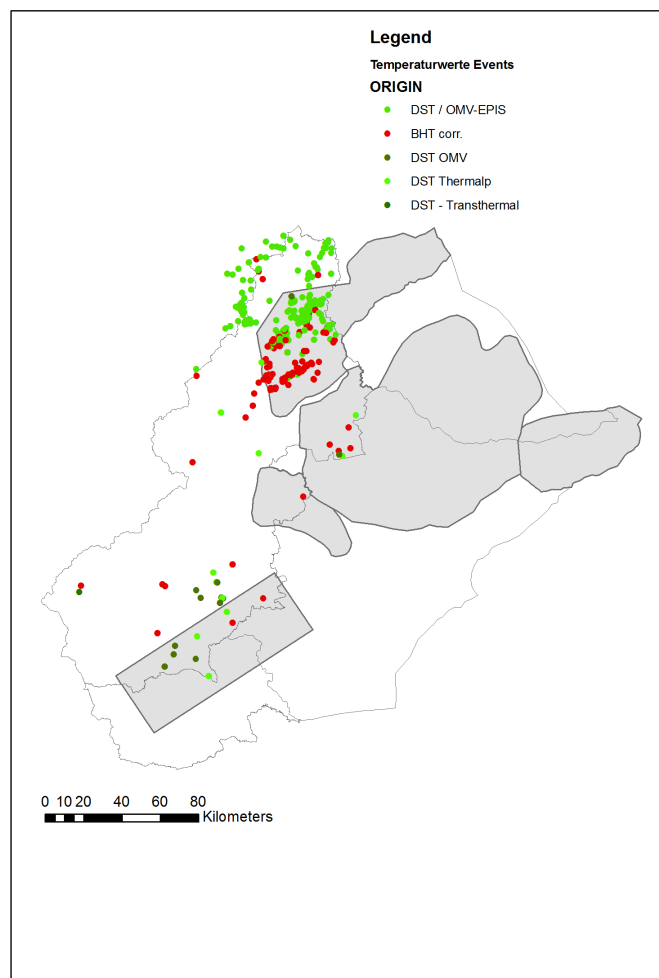 Legend
Temperaturwerte Events
ORIGIN
DST / OMV-EPIS
BHT corr.
DST OMV
DST Thermalp
DST - Transthermal
0 10 20 40 60 80
Kilometers